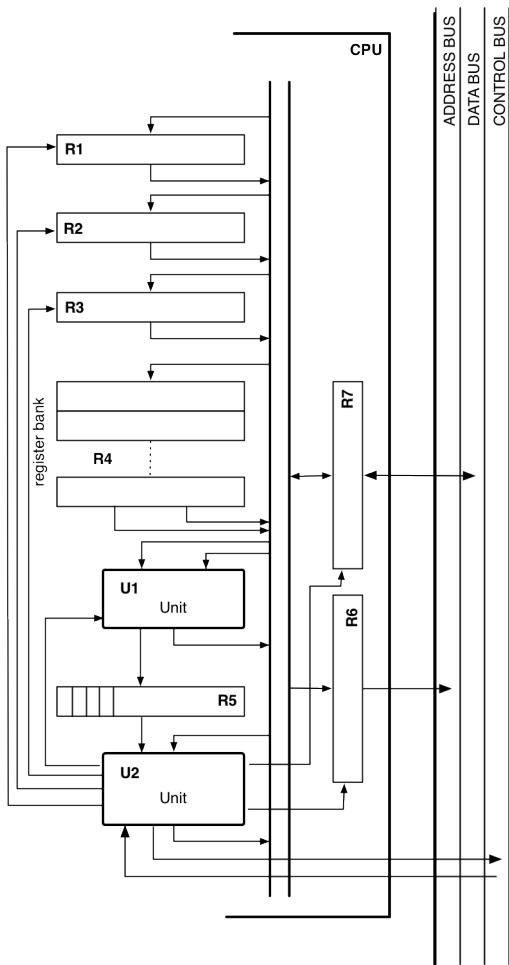 CPU
ADDRESS BUS
DATA BUS
CONTROL BUS
R1
R2
R3
register bank
R4
R7
U1
Unit
R6
R5
U2
Unit